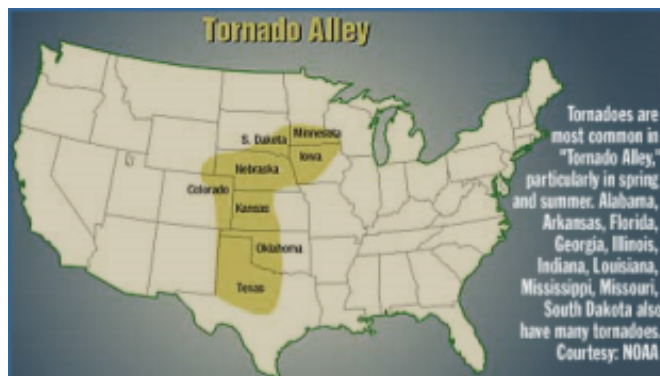 Tornado Alley
S. Dakota
Minnesota
Iowa
Nebraska
Colorado
Kansas
Oklahoma
Texas
Tornadoes are
most common in
"Tornado Alley,"
particularly in spring
and summer. Alabama,
Arkansas, Florida,
Georgia, Illinois,
Indiana, Louisiana,
Mississippi, Missouri,
South Dakota also
have many tornadoes.
Courtesy: NOAA